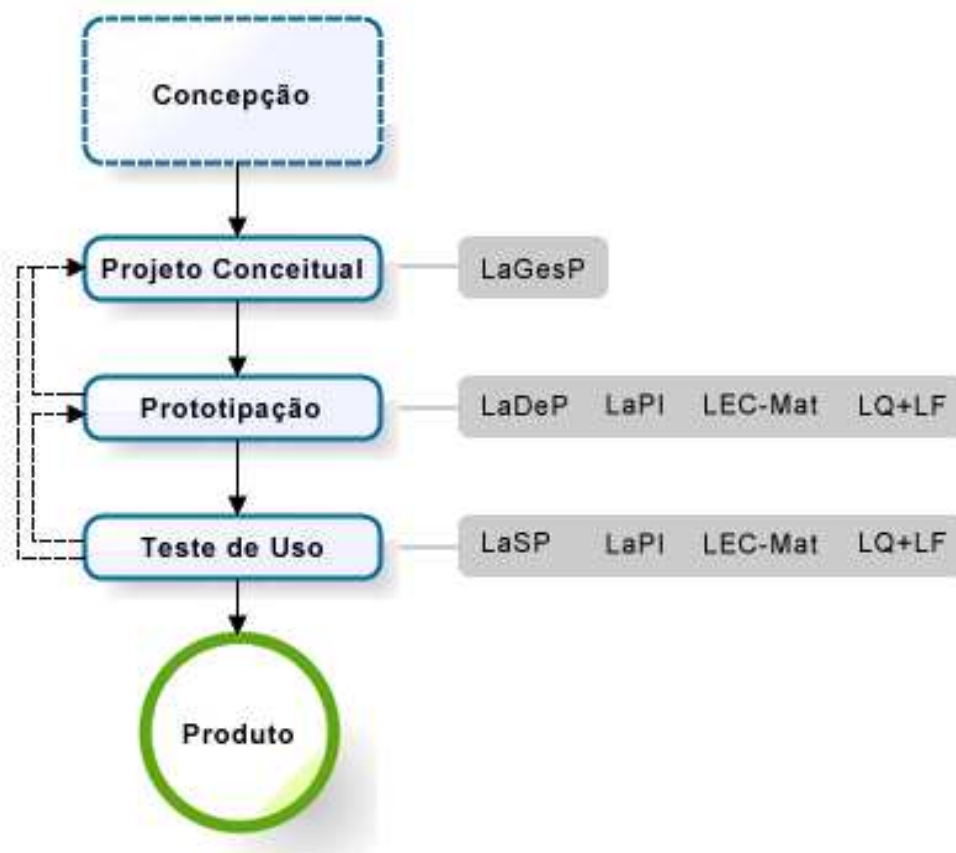 Concepção
Projeto Conceitual LaGesP
Prototipação LaDeP LaPI LEC-Mat LQ+LF
Teste de Uso LaSP LaPI LEC-Mat LQ+LF
Produto